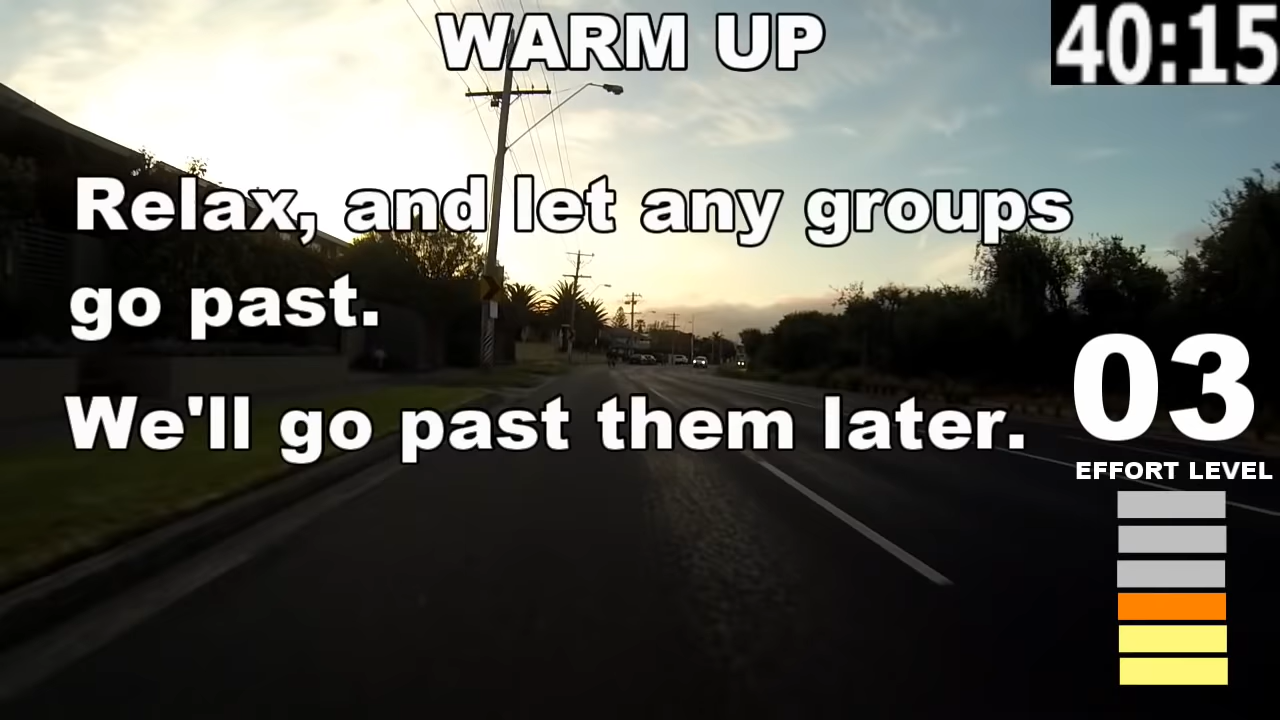 WARM UP
40:15
Relax, and let any groups
go past.
We'll go past them later.
03
EFFORT LEVEL